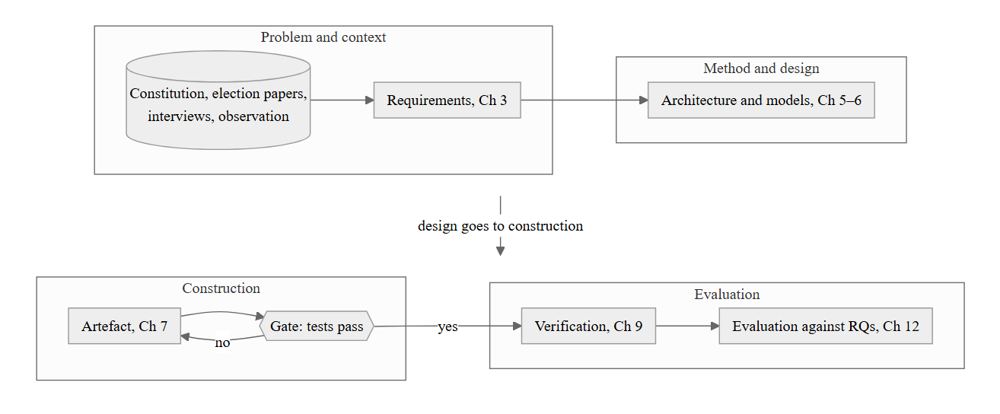 Problem and context
Constitution, election papers,
interviews, observation
Requirements, Ch 3
Method and design
Architecture and models, Ch 5–6
design goes to construction
Construction
Artefact, Ch 7
Gate: tests pass
no
yes
Evaluation
Verification, Ch 9
Evaluation against RQs, Ch 12